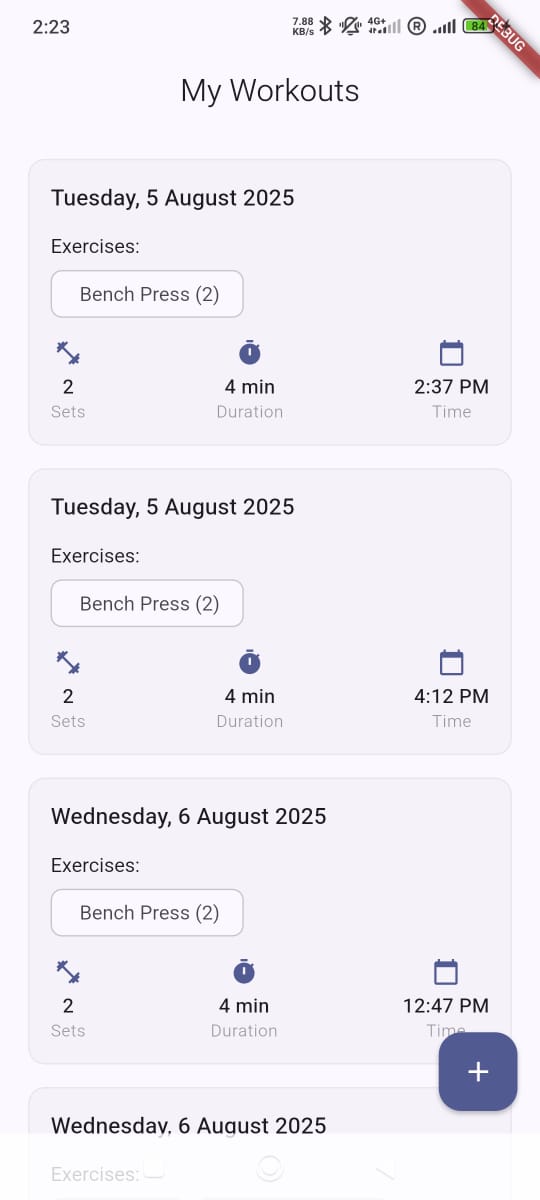 2:23
7.88
KB/s
4G+
R
84
DEBUG
My Workouts
Tuesday, 5 August 2025
Exercises:
Bench Press (2)
2 4 min 2:37 PM
Sets Duration Time
Tuesday, 5 August 2025
Exercises:
Bench Press (2)
2 4 min 4:12 PM
Sets Duration Time
Wednesday, 6 August 2025
Exercises:
Bench Press (2)
2 4 min 12:47 PM
Sets Duration Time
+
Wednesday, 6 August 2025
Exercises: